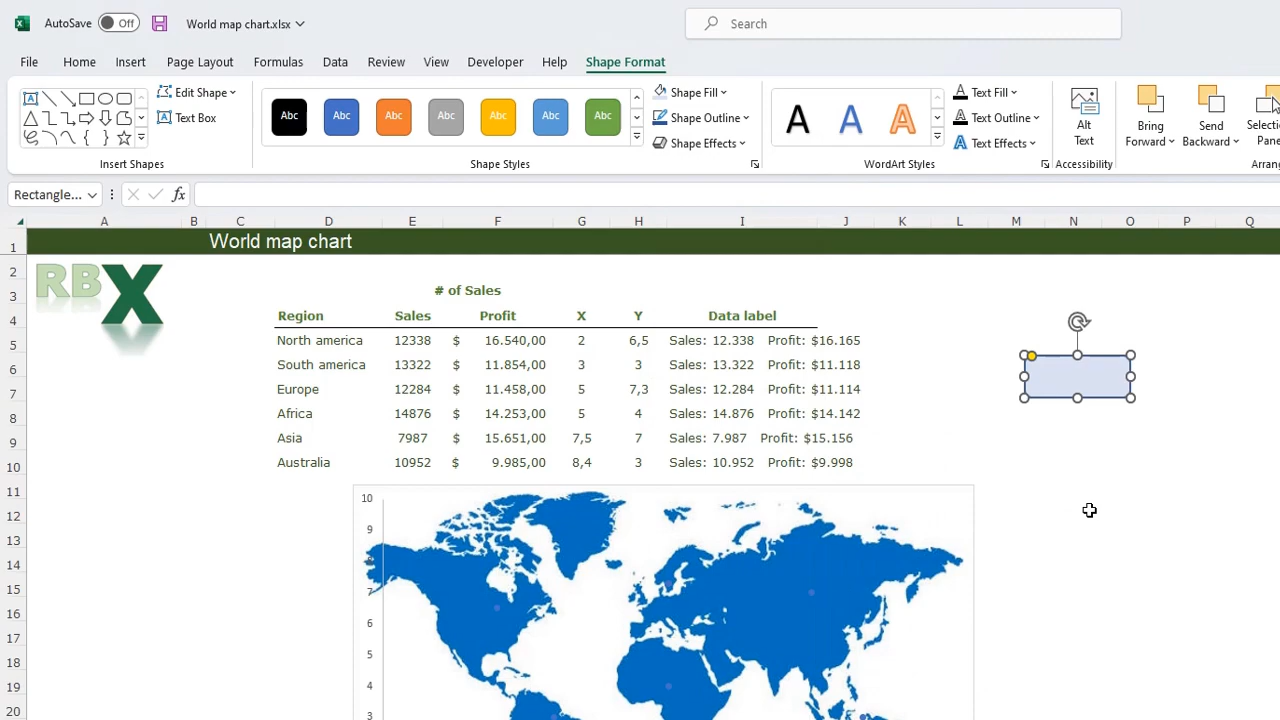 AutoSave Off World map chart.xlsx Search
File Home Insert Page Layout Formulas Data Review View Developer Help Shape Format
Edit Shape Abc Abc Abc Abc Abc Abc Abc Shape Fill A A A Text Fill
Text Box Shape Outline Text Outline Alt Text Bring Forward Send Backward
Shape Effects Text Effects
Insert Shapes Shape Styles WordArt Styles Accessibility
Rectangle... fx
A B C D E F G H I J K L M N O P Q
1 World map chart
2 RBX
3 # of Sales
4 Region Sales Profit X Y Data label
5 North america 12338 $ 16.540,00 2 6,5 Sales: 12.338 Profit: $16.165
6 South america 13322 $ 11.854,00 3 3 Sales: 13.322 Profit: $11.118
7 Europe 12284 $ 11.458,00 5 7,3 Sales: 12.284 Profit: $11.114
8 Africa 14876 $ 14.253,00 5 4 Sales: 14.876 Profit: $14.142
9 Asia 7987 $ 15.651,00 7,5 7 Sales: 7.987 Profit: $15.156
10 Australia 10952 $ 9.985,00 8,4 3 Sales: 10.952 Profit: $9.998
11 10
12 9
13
14 8
15 7
16 6
17
18 5
19 4
20 3